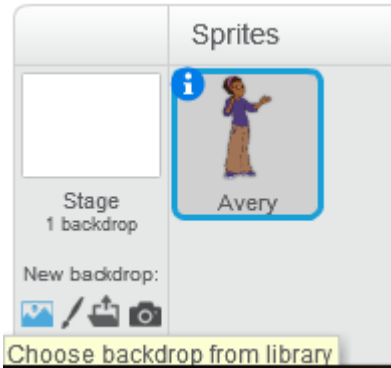 Sprites
i
Stage
1 backdrop
Avery
New backdrop:
Choose backdrop from library